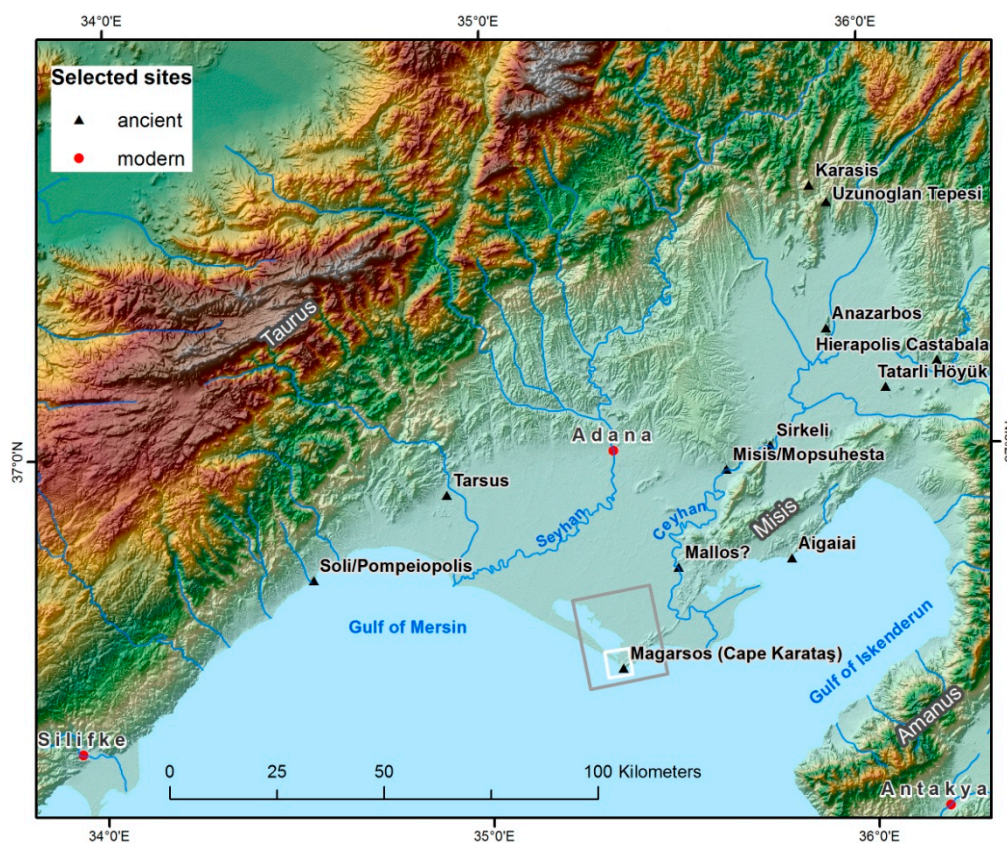 34°0'E 35°0'E 36°0'E
Selected sites
ancient
modern
Karasis
Uzunoglan Tepesi
Taurus
Anazarbos
Hierapolis Castabala
Tatarli Höyük
Adana
Sirkeli
37°0'N
37°0'N
Misis/Mopsuhesta
Tarsus
Seyhan
Ceyhan
Misis
Mallos?
Aigaiai
Soli/Pompeiopolis
Gulf of Mersin
Magarsos (Cape Karataş)
Gulf of Iskenderun
Amanus
Silifke
0 25 50 100 Kilometers
Antakya
34°0'E 35°0'E 36°0'E